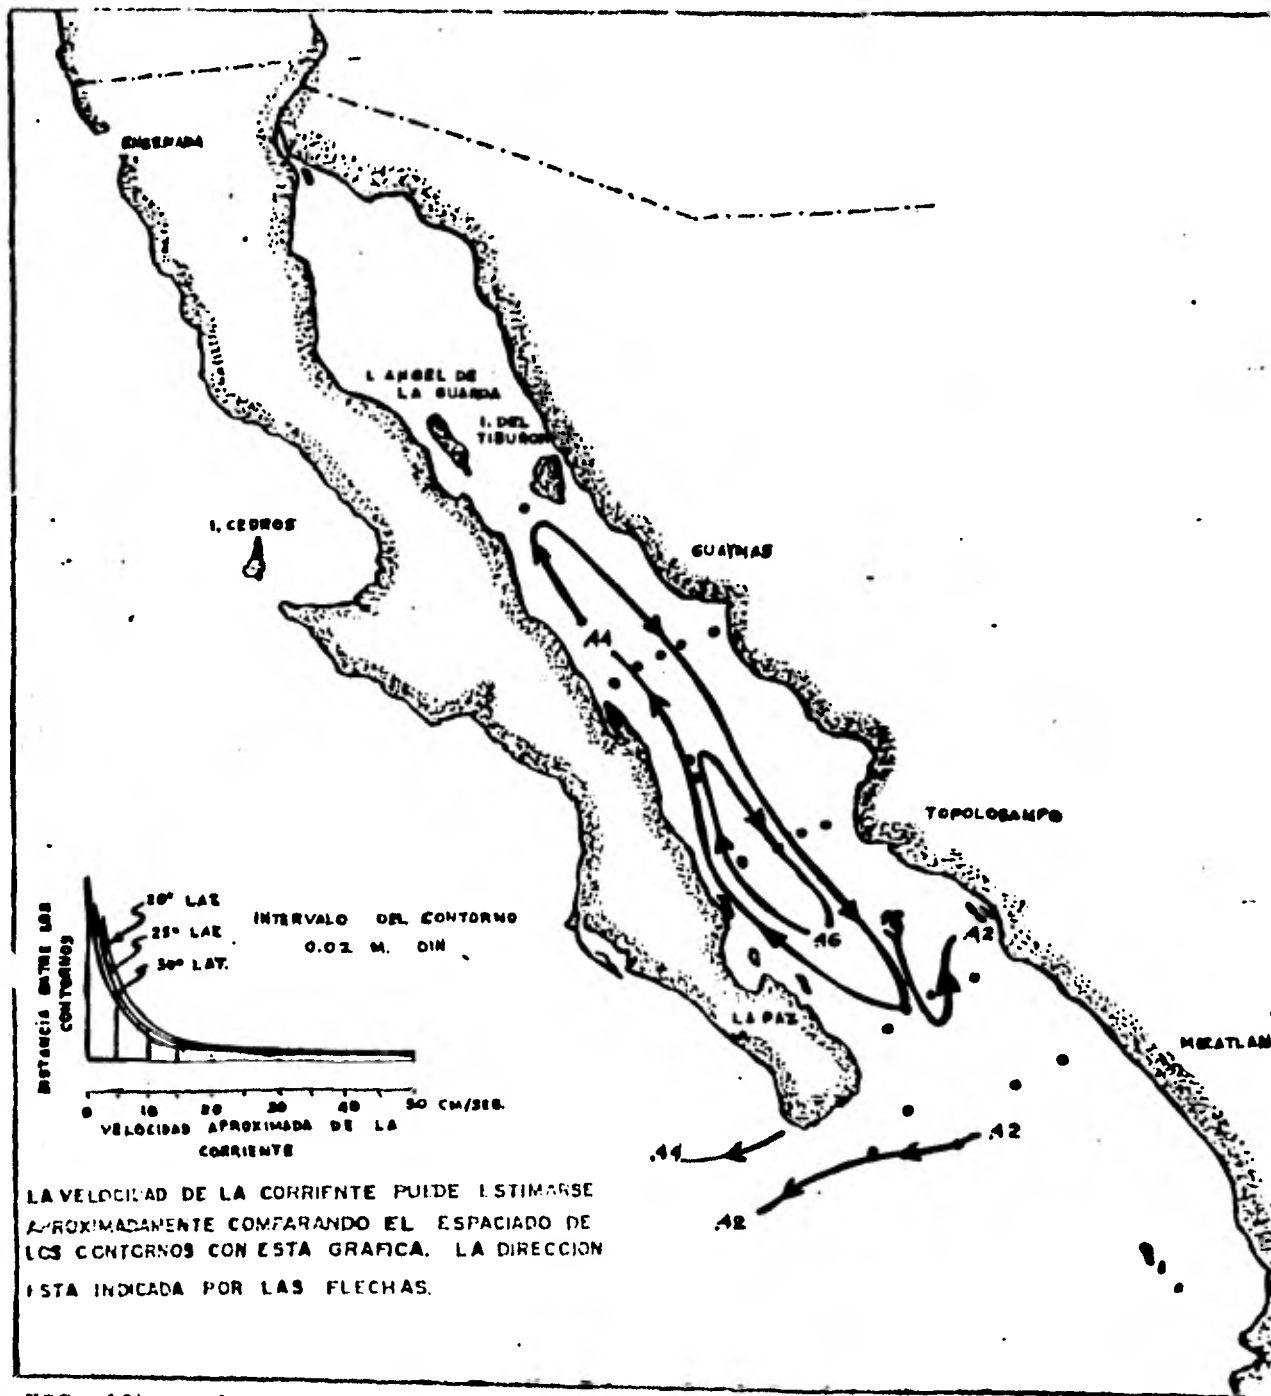 ENSENADA
I. ANGEL DE
LA GUARDA
I. DEL
TIBURON
I. CEDROS
GUAYMAS
.44
TOPOLOBAMPO
.46
.42
LA PAZ
MAZATLAN
20° LAT.
25° LAT.
30° LAT.
INTERVALO DEL CONTORNO
0.02 M. DIN
DISTANCIA ENTRE LOS
CONTORNOS
0 10 20 30 40 50 CM/SEG.
VELOCIDAD APROXIMADA DE LA
CORRIENTE
.44
.42
.42
LA VELOCIDAD DE LA CORRIENTE PUEDE ESTIMARSE
APROXIMADAMENTE COMPARANDO EL ESPACIADO DE
LOS CONTORNOS CON ESTA GRAFICA. LA DIRECCION
ESTA INDICADA POR LAS FLECHAS.